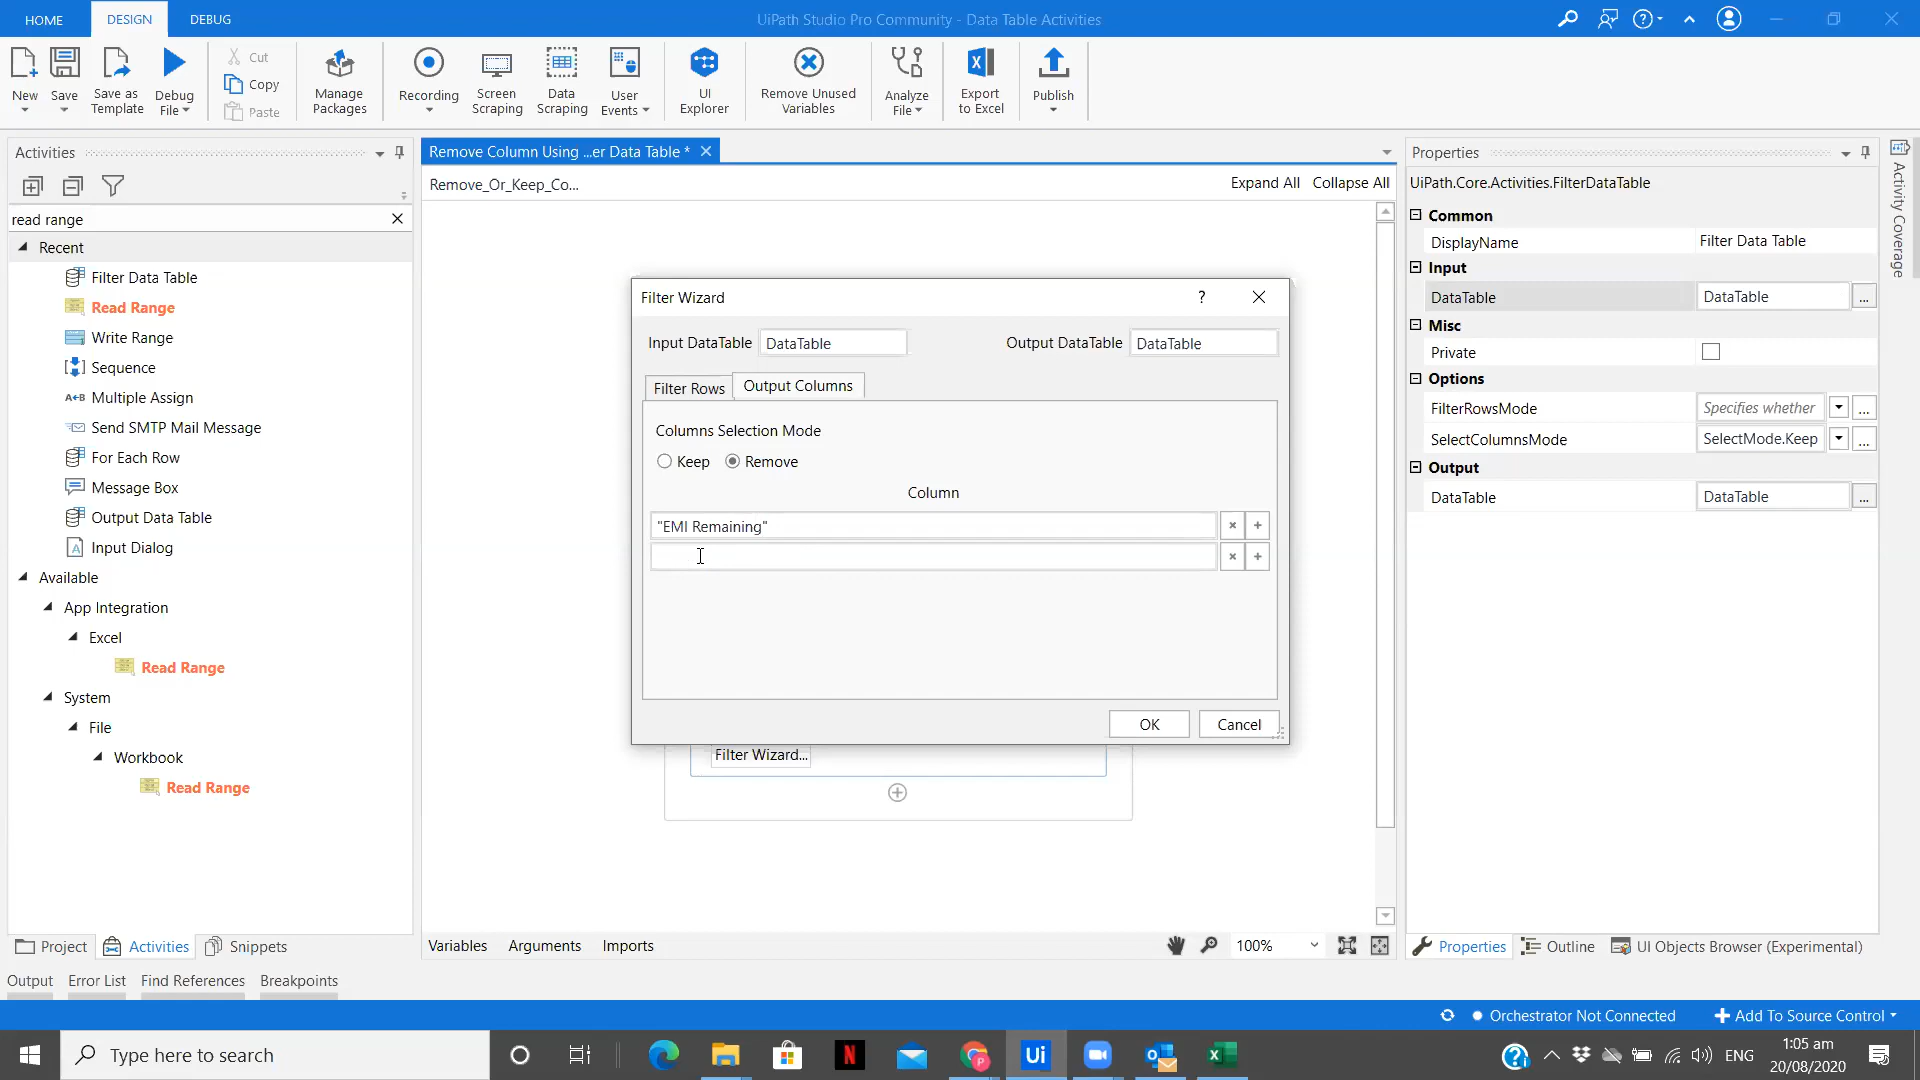 HOME
DESIGN
DEBUG
UiPath Studio Pro Community - Data Table Activities
New
Save
Save as
Template
Debug
File
Cut
Copy
Paste
Manage
Packages
Recording
Screen
Scraping
Data
Scraping
User
Events
UI
Explorer
Remove Unused
Variables
Analyze
File
Export
to Excel
Publish
Activities
read range
Recent
Filter Data Table
Read Range
Write Range
Sequence
A+B Multiple Assign
Send SMTP Mail Message
For Each Row
Message Box
Output Data Table
Input Dialog
Available
App Integration
Excel
Read Range
System
File
Workbook
Read Range
Project
Activities
Snippets
Output
Error List
Find References
Breakpoints
Remove Column Using ...er Data Table *
Remove_Or_Keep_Co...
Expand All
Collapse All
Filter Wizard
?
Input DataTable
DataTable
Output DataTable
DataTable
Filter Rows
Output Columns
Columns Selection Mode
Keep
Remove
Column
"EMI Remaining"
OK
Cancel
Filter Wizard...
Variables
Arguments
Imports
100%
Properties
UiPath.Core.Activities.FilterDataTable
Common
DisplayName
Filter Data Table
Input
DataTable
DataTable
...
Misc
Private
Options
FilterRowsMode
Specifies whether
...
SelectColumnsMode
SelectMode.Keep
...
Output
DataTable
DataTable
...
Activity Coverage
Properties
Outline
UI Objects Browser (Experimental)
Orchestrator Not Connected
Add To Source Control
Type here to search
N
P
Ui
ENG
1:05 am
20/08/2020